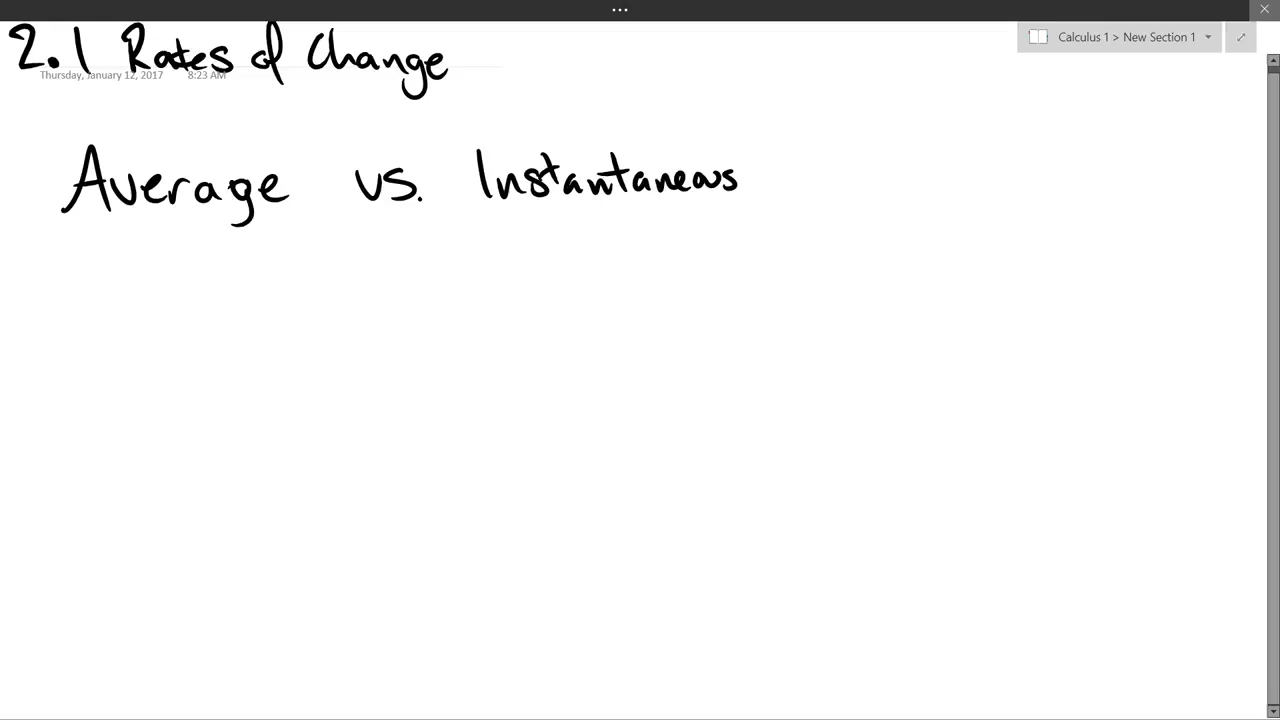 2.1 Rates of Change
Calculus 1 > New Section 1
Thursday, January 12, 2017 8:23 AM
Average vs. Instantaneous